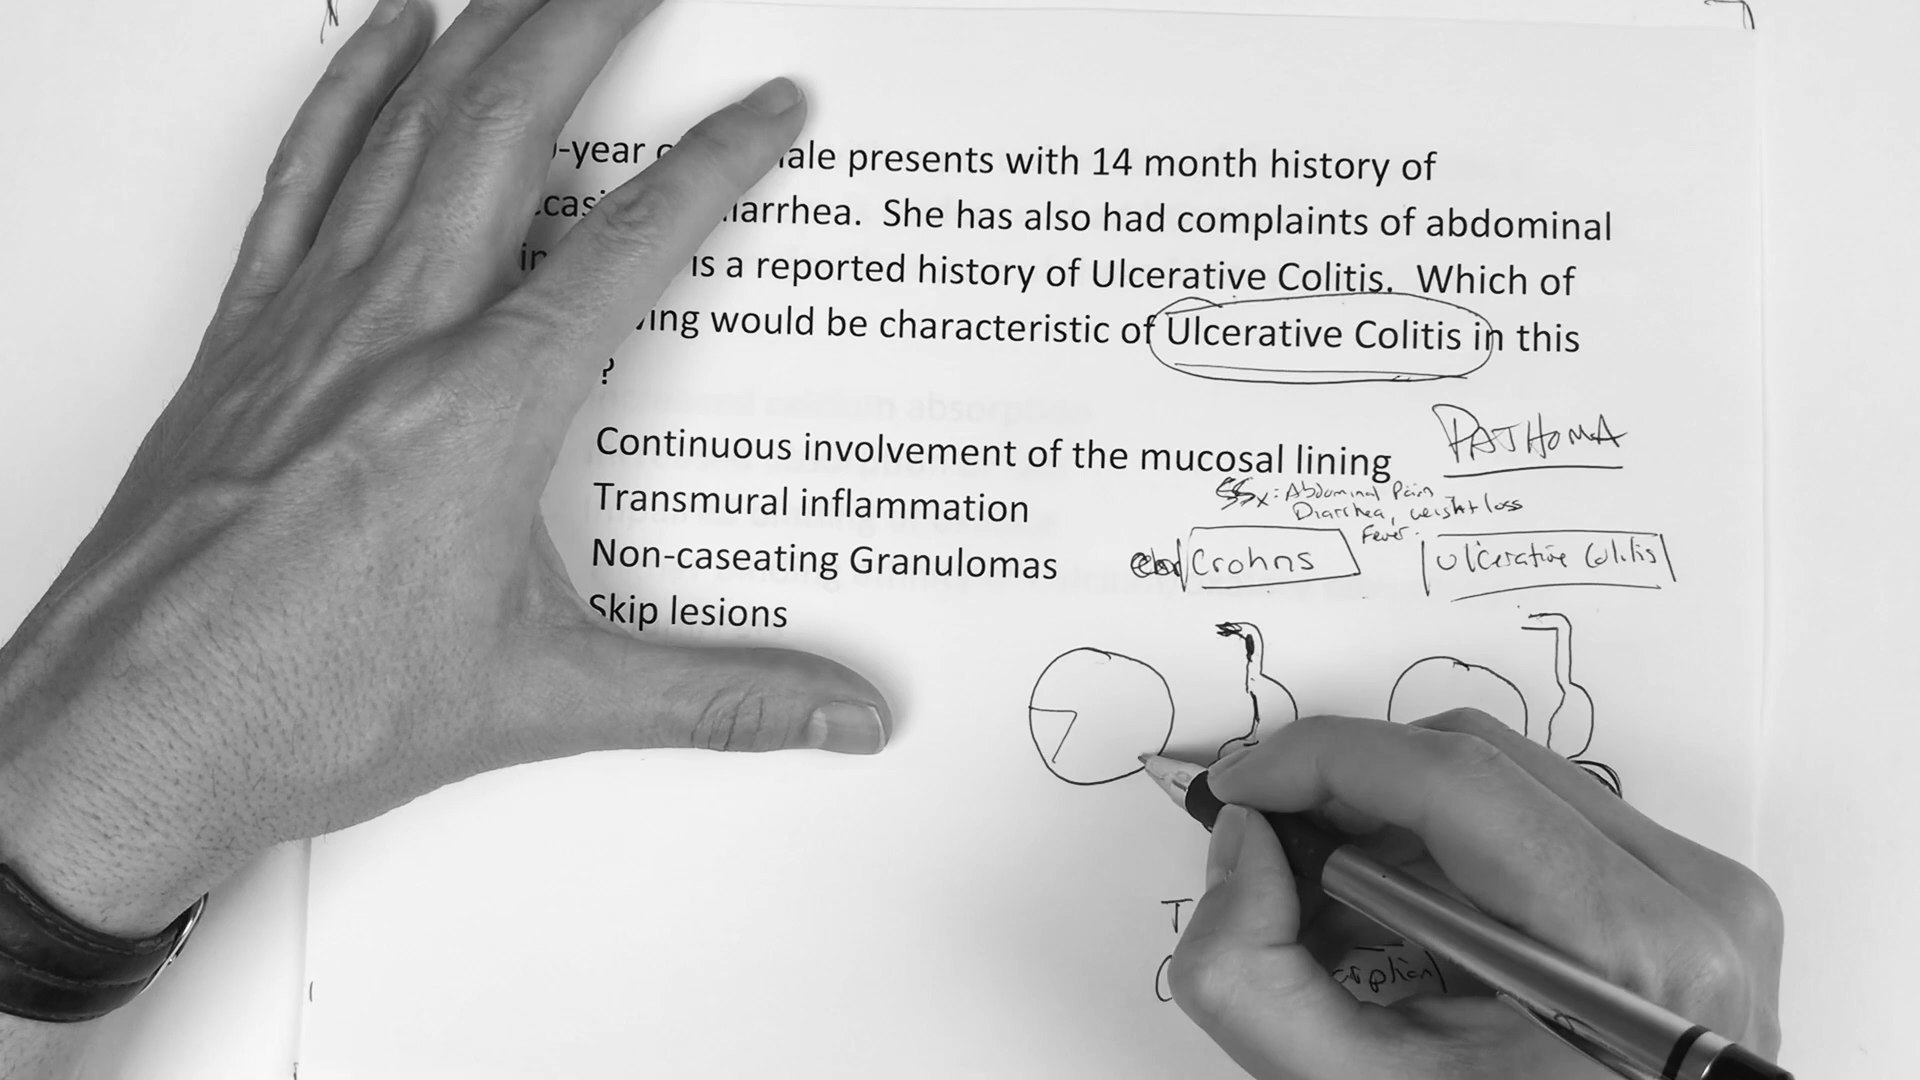 -year ale presents with 14 month history of
iarrhea. She has also had complaints of abdominal
is a reported history of Ulcerative Colitis. Which of
ing would be characteristic of Ulcerative Colitis in this
?
Continuous involvement of the mucosal lining
PATHOMA
Transmural inflammation
Sx: Abdominal Pain
Diarrhea, weight loss
Fever
Non-caseating Granulomas
Crohns
Ulcerative Colitis
Skip lesions
T